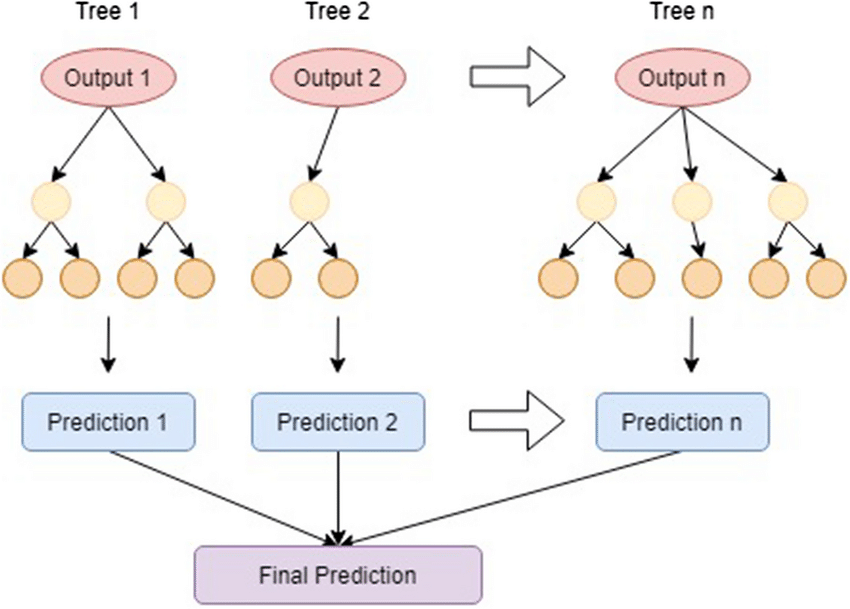 Tree 1
Tree 2
Tree n
Output 1
Output 2
Output n
Prediction 1
Prediction 2
Prediction n
Final Prediction